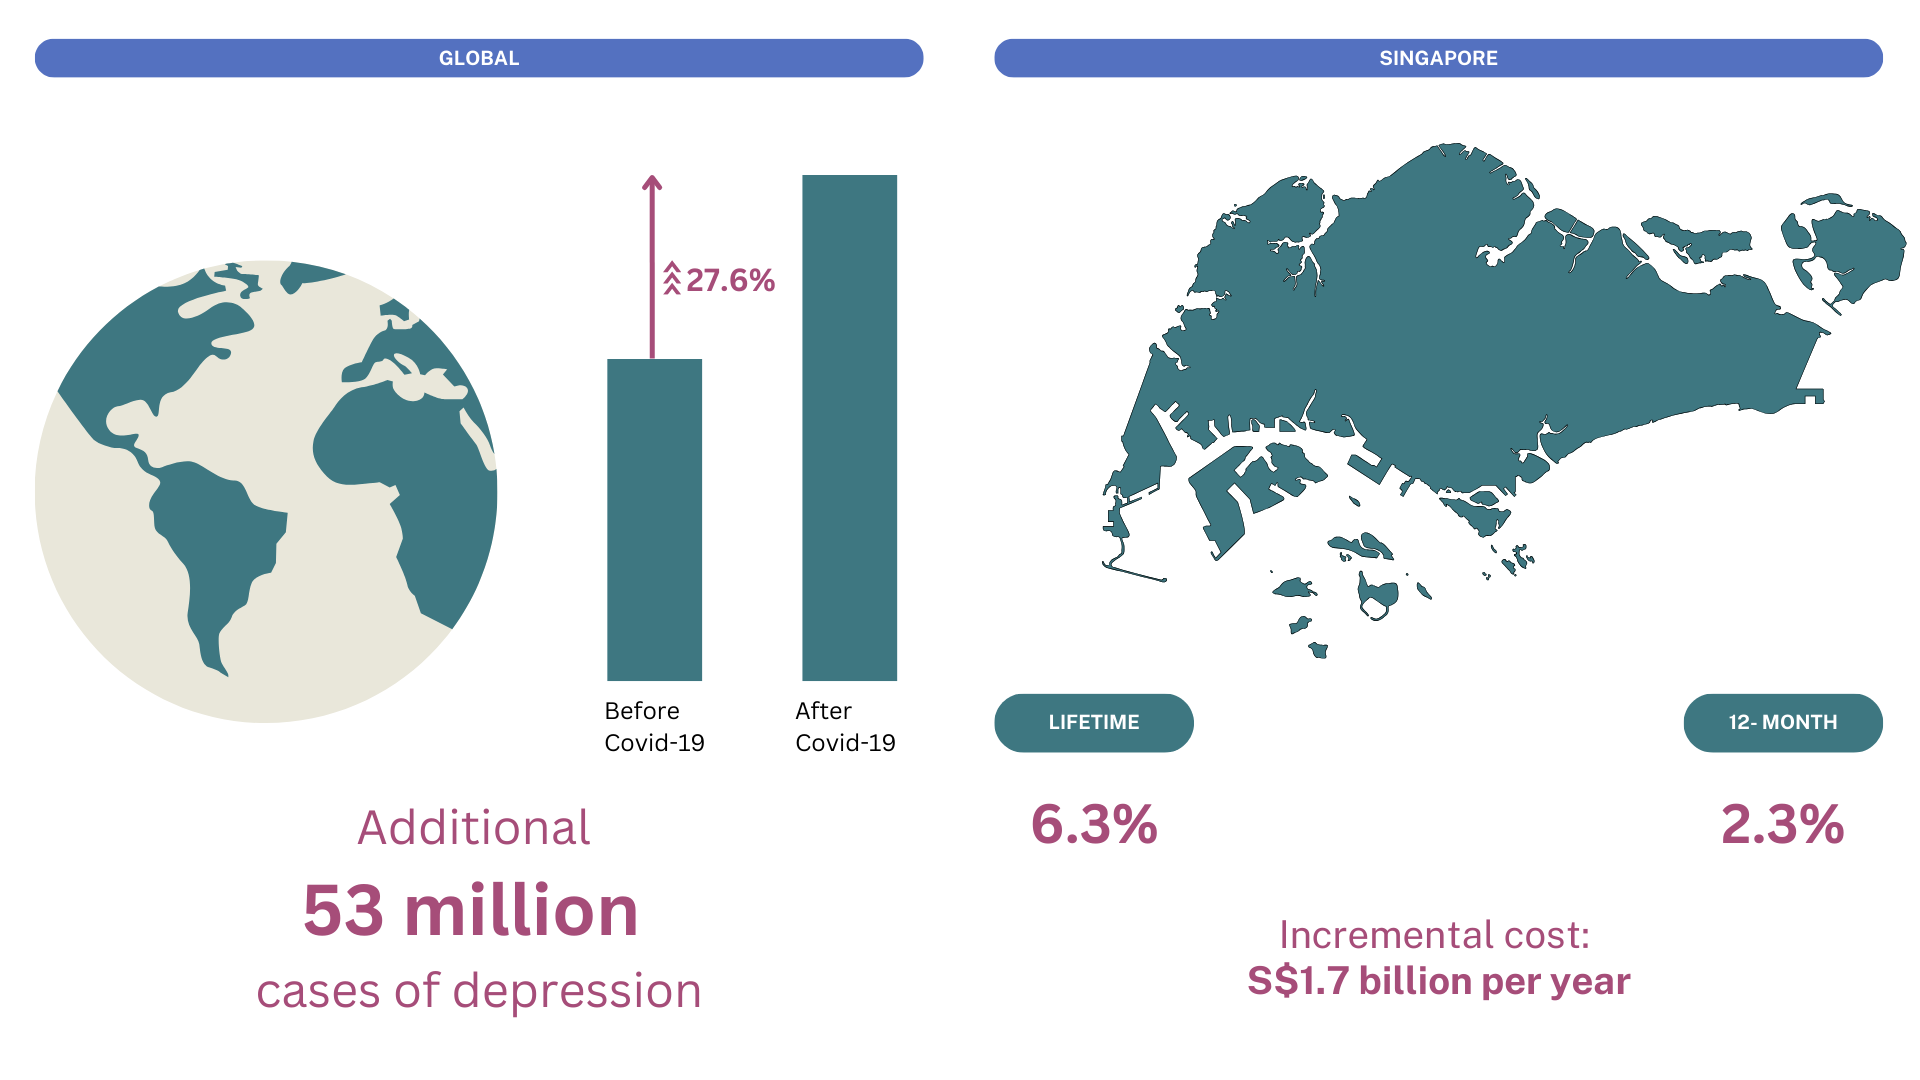 GLOBAL
27.6%
Before
Covid-19
After
Covid-19
Additional
53 million
cases of depression
SINGAPORE
LIFETIME
12- MONTH
6.3%
2.3%
Incremental cost:
S$1.7 billion per year